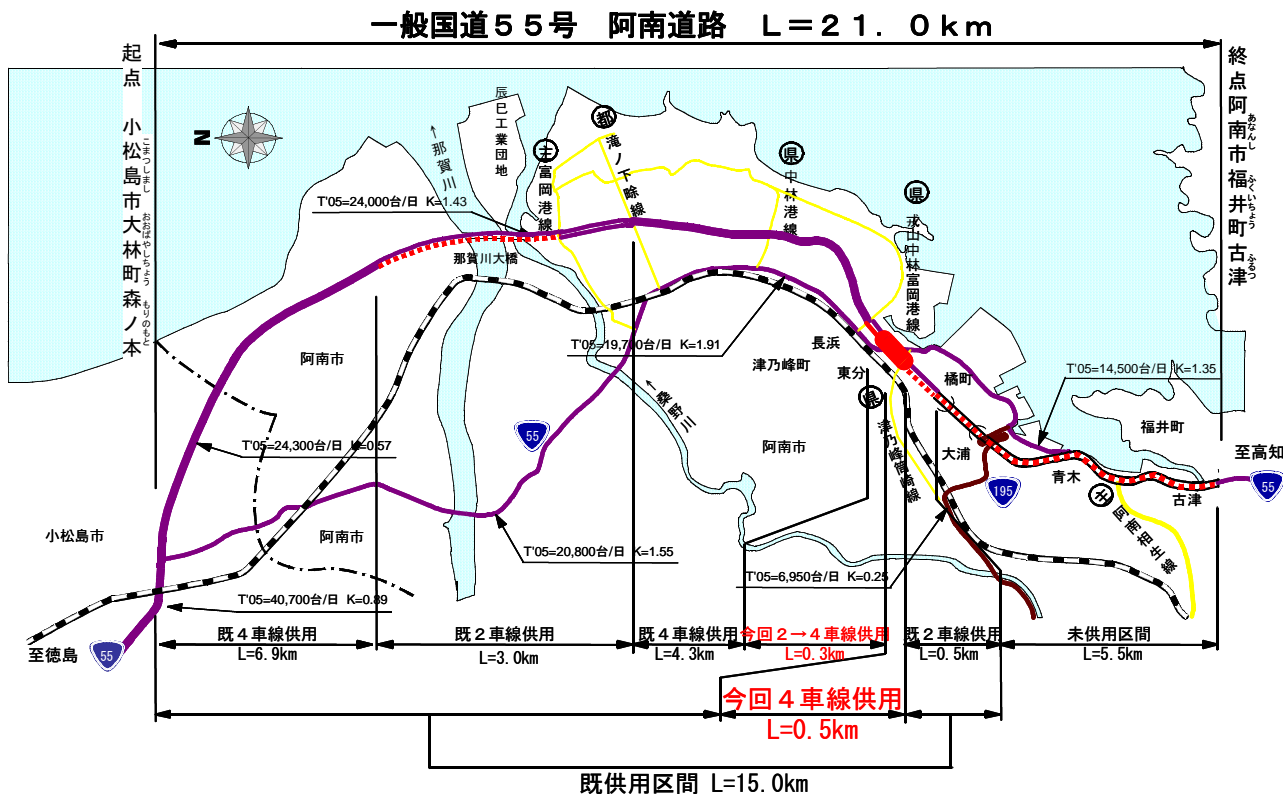 一般国道５５号　阿南道路　Ｌ＝２１．０ｋｍ
起点　小松島市大林町森ノ本
こまつしまし　おおばやしちょう　もりのもと
終点阿南市福井町古津
あなんし　ふくいちょう　ふるつ
N
←那賀川
辰巳工業団地
主
富岡港線
都
滝ノ下畭線
県
中林港線
県
戎山中林富岡港線
T'05=24,000台/日 K=1.43
那賀川大橋
阿南市
T'05=19,700台/日 K=1.91
長浜
津乃峰町
東分
県
橘町
T'05=14,500台/日 K=1.35
福井町
至高知
55
55
←桑野川
阿南市
津乃峰筒崎線
大浦
195
青木
主
古津
阿南相生線
T'05=24,300台/日 K=0.57
小松島市
阿南市
T'05=20,800台/日 K=1.55
T'05=6,950台/日 K=0.25
T'05=40,700台/日 K=0.89
至徳島
55
既４車線供用
L=6.9km
既２車線供用
L=3.0km
既４車線供用
L=4.3km
今回２→４車線供用
L=0.3km
既２車線供用
L=0.5km
未供用区間
L=5.5km
今回４車線供用
L=0.5km
既供用区間 L=15.0km